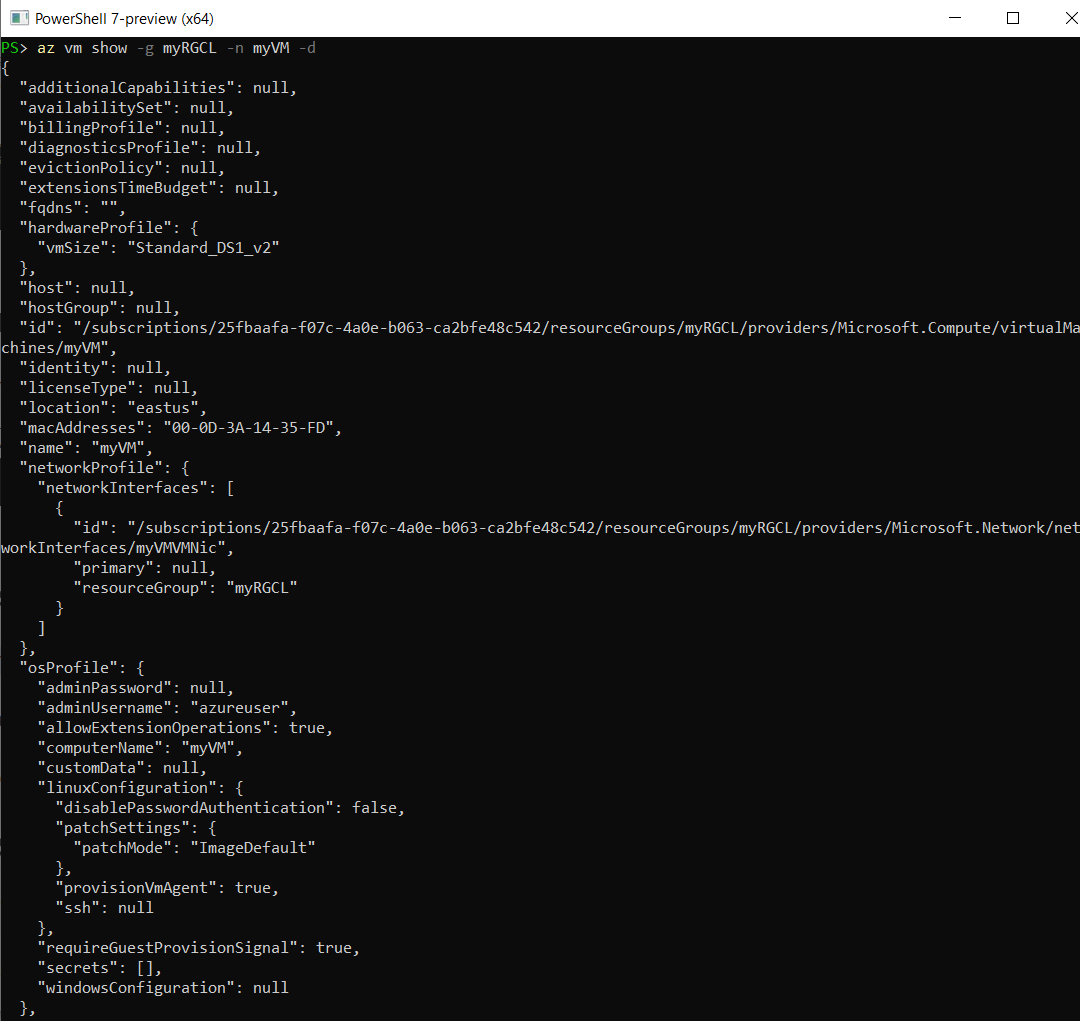 PowerShell 7-preview (x64)
PS> az vm show -g myRGCL -n myVM -d
{
  "additionalCapabilities": null,
  "availabilitySet": null,
  "billingProfile": null,
  "diagnosticsProfile": null,
  "evictionPolicy": null,
  "extensionsTimeBudget": null,
  "fqdns": "",
  "hardwareProfile": {
    "vmSize": "Standard_DS1_v2"
  },
  "host": null,
  "hostGroup": null,
  "id": "/subscriptions/25fbaafa-f07c-4a0e-b063-ca2bfe48c542/resourceGroups/myRGCL/providers/Microsoft.Compute/virtualMa
chines/myVM",
  "identity": null,
  "licenseType": null,
  "location": "eastus",
  "macAddresses": "00-0D-3A-14-35-FD",
  "name": "myVM",
  "networkProfile": {
    "networkInterfaces": [
      {
        "id": "/subscriptions/25fbaafa-f07c-4a0e-b063-ca2bfe48c542/resourceGroups/myRGCL/providers/Microsoft.Network/net
workInterfaces/myVMVMNic",
        "primary": null,
        "resourceGroup": "myRGCL"
      }
    ]
  },
  "osProfile": {
    "adminPassword": null,
    "adminUsername": "azureuser",
    "allowExtensionOperations": true,
    "computerName": "myVM",
    "customData": null,
    "linuxConfiguration": {
      "disablePasswordAuthentication": false,
      "patchSettings": {
        "patchMode": "ImageDefault"
      },
      "provisionVmAgent": true,
      "ssh": null
    },
    "requireGuestProvisionSignal": true,
    "secrets": [],
    "windowsConfiguration": null
  },